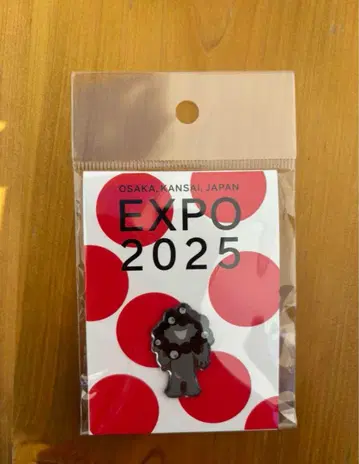 OSAKA, KANSAI, JAPAN
EXPO
2025